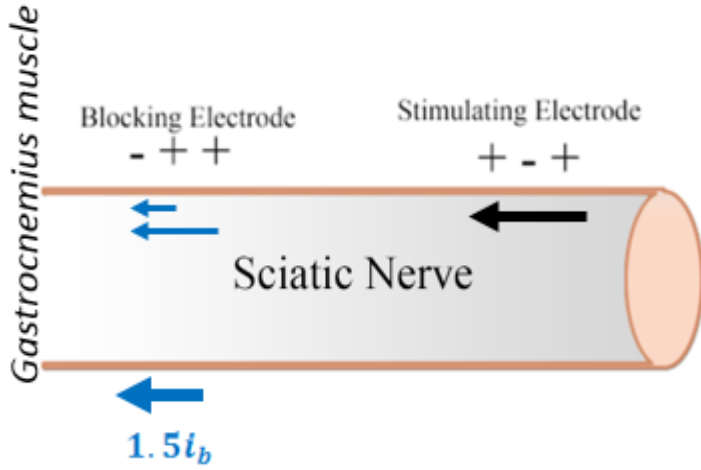 Gastrocnemius muscle
Blocking Electrode
- + +
Stimulating Electrode
+ - +
Sciatic Nerve
1.5i_b